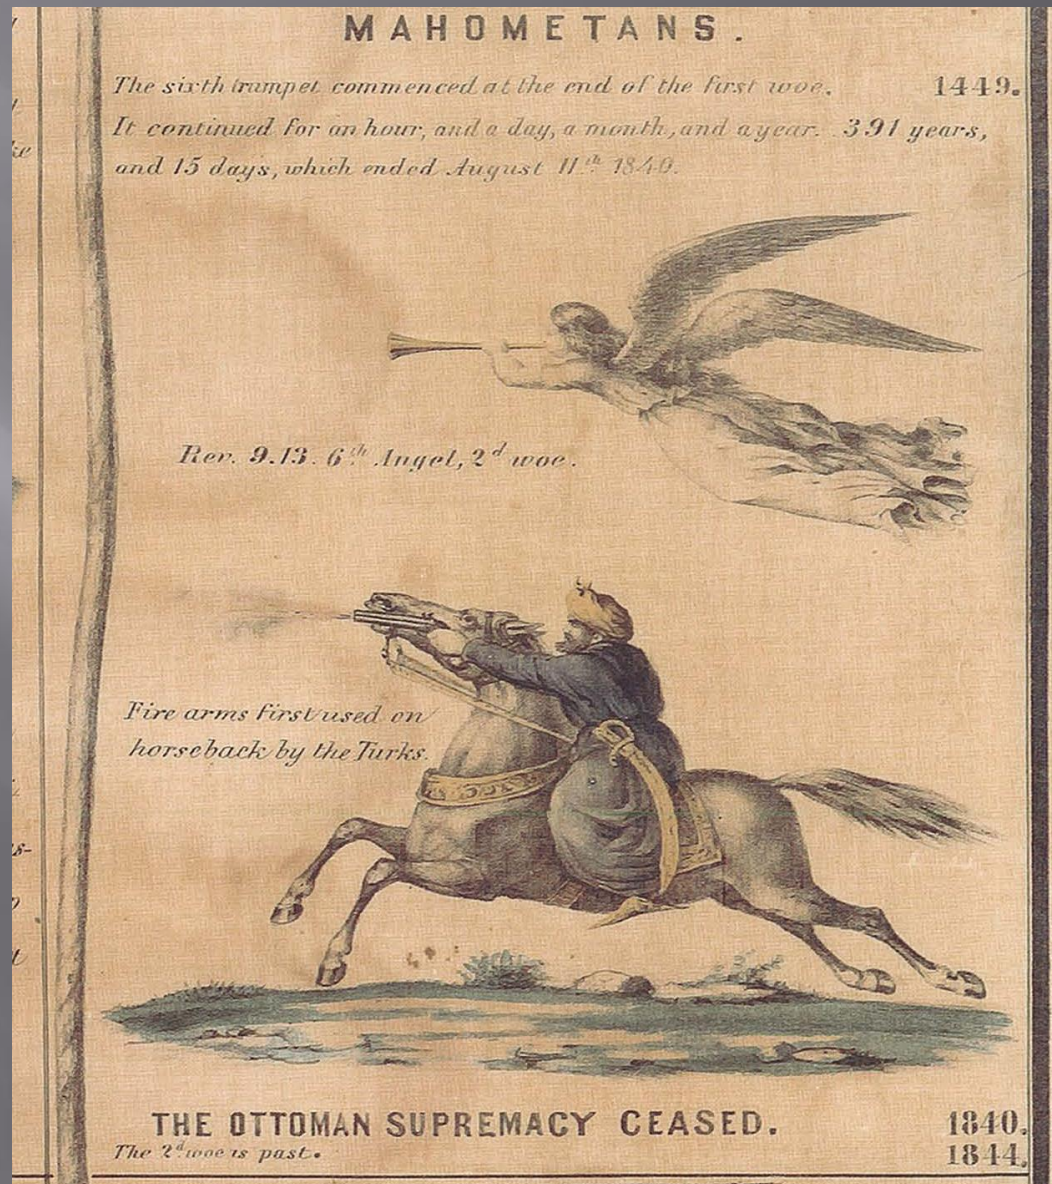 MAHOMETANS.
The sixth trumpet commenced at the end of the first woe. 1449.
It continued for an hour, and a day, a month, and a year. 391 years,
and 15 days, which ended August 11th 1840.
Rev. 9.13. 6th Angel, 2d woe.
Fire arms first used on
horseback by the Turks.
THE OTTOMAN SUPREMACY CEASED. 1840.
The 2d woe is past. 1844.